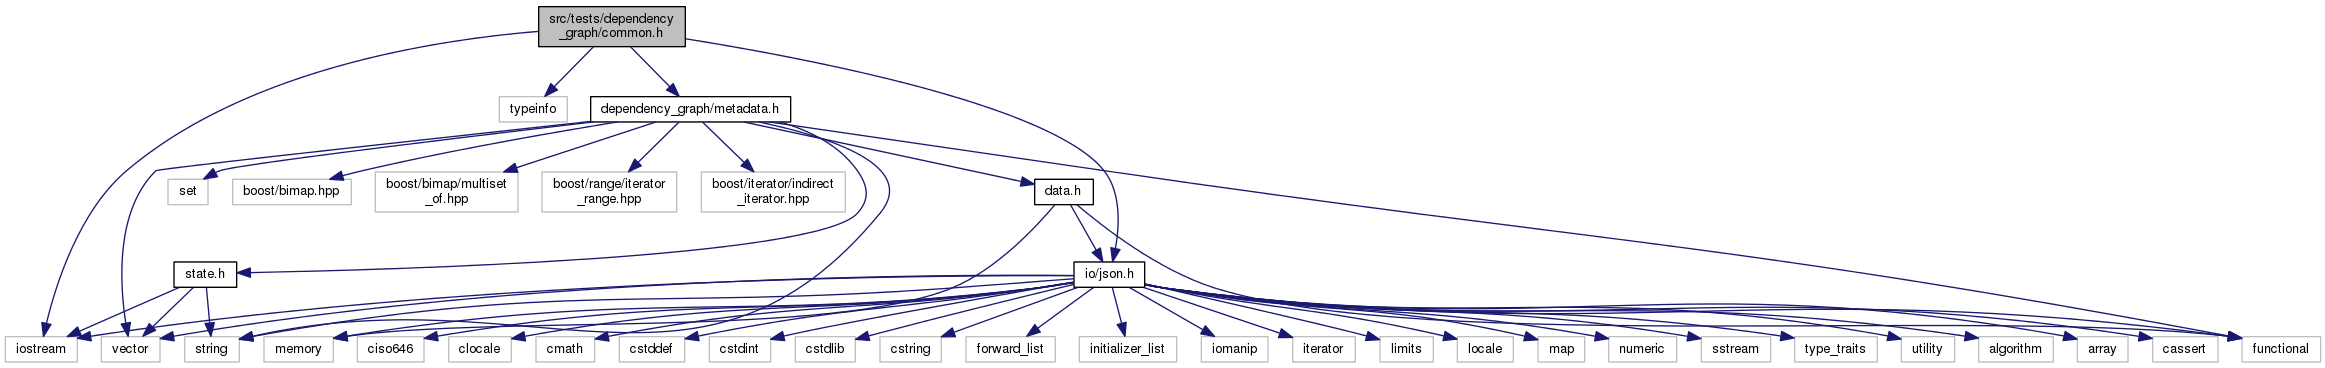 src/tests/dependency
_graph/common.h
typeinfo
dependency_graph/metadata.h
set
boost/bimap.hpp
boost/bimap/multiset
_of.hpp
boost/range/iterator
_range.hpp
boost/iterator/indirect
_iterator.hpp
data.h
state.h
io/json.h
iostream
vector
string
memory
ciso646
clocale
cmath
cstddef
cstdint
cstdlib
cstring
forward_list
initializer_list
iomanip
iterator
limits
locale
map
numeric
sstream
type_traits
utility
algorithm
array
cassert
functional